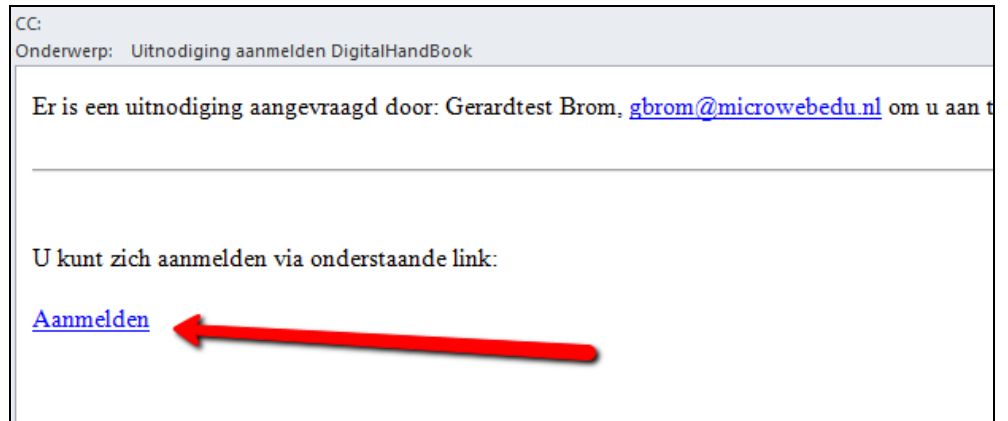 CC:
Onderwerp: Uitnodiging aanmelden DigitalHandBook
Er is een uitnodiging aangevraagd door: Gerardtest Brom, gbrom@microwebedu.nl om u aan
U kunt zich aanmelden via onderstaande link:
Aanmelden